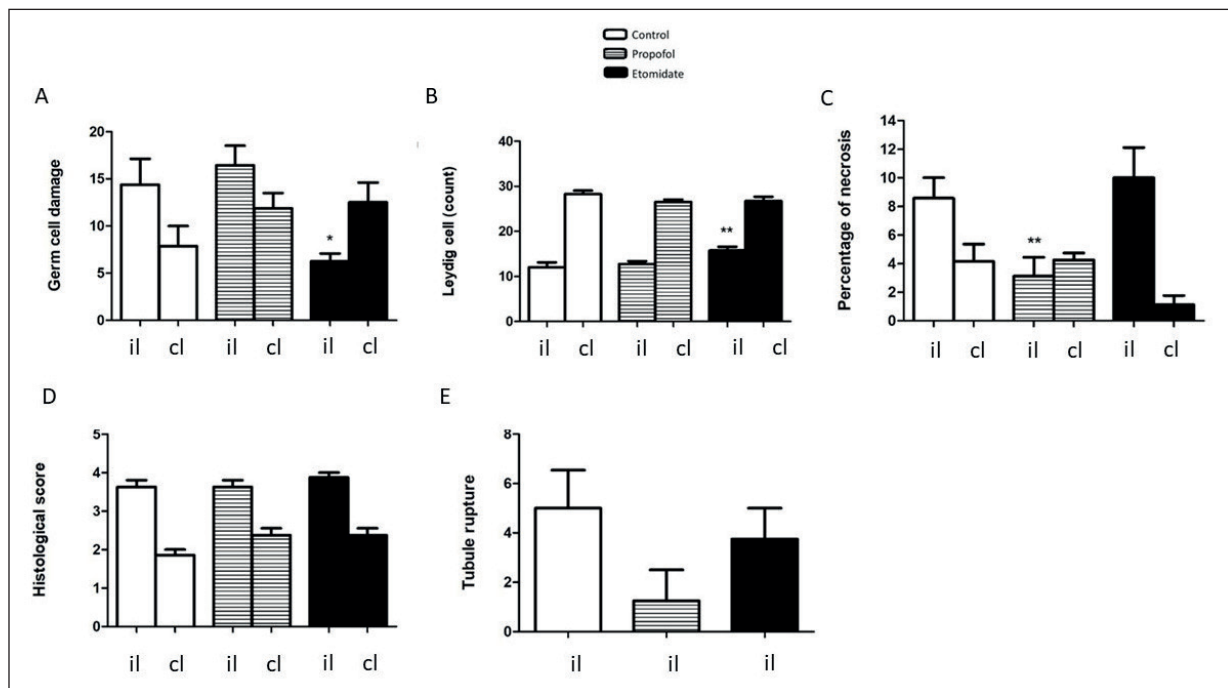 Control
Propofol
Etomidate
A
Germ cell damage
20
15
10
5
0
*
il cl il cl il cl
B
Leydig cell (count)
40
30
20
10
0
**
il cl il cl il cl
C
Percentage of necrosis
14
12
10
8
6
4
2
0
**
il cl il cl il cl
D
Histological score
5
4
3
2
1
0
il cl il cl il cl
E
Tubule rupture
8
6
4
2
0
il il il